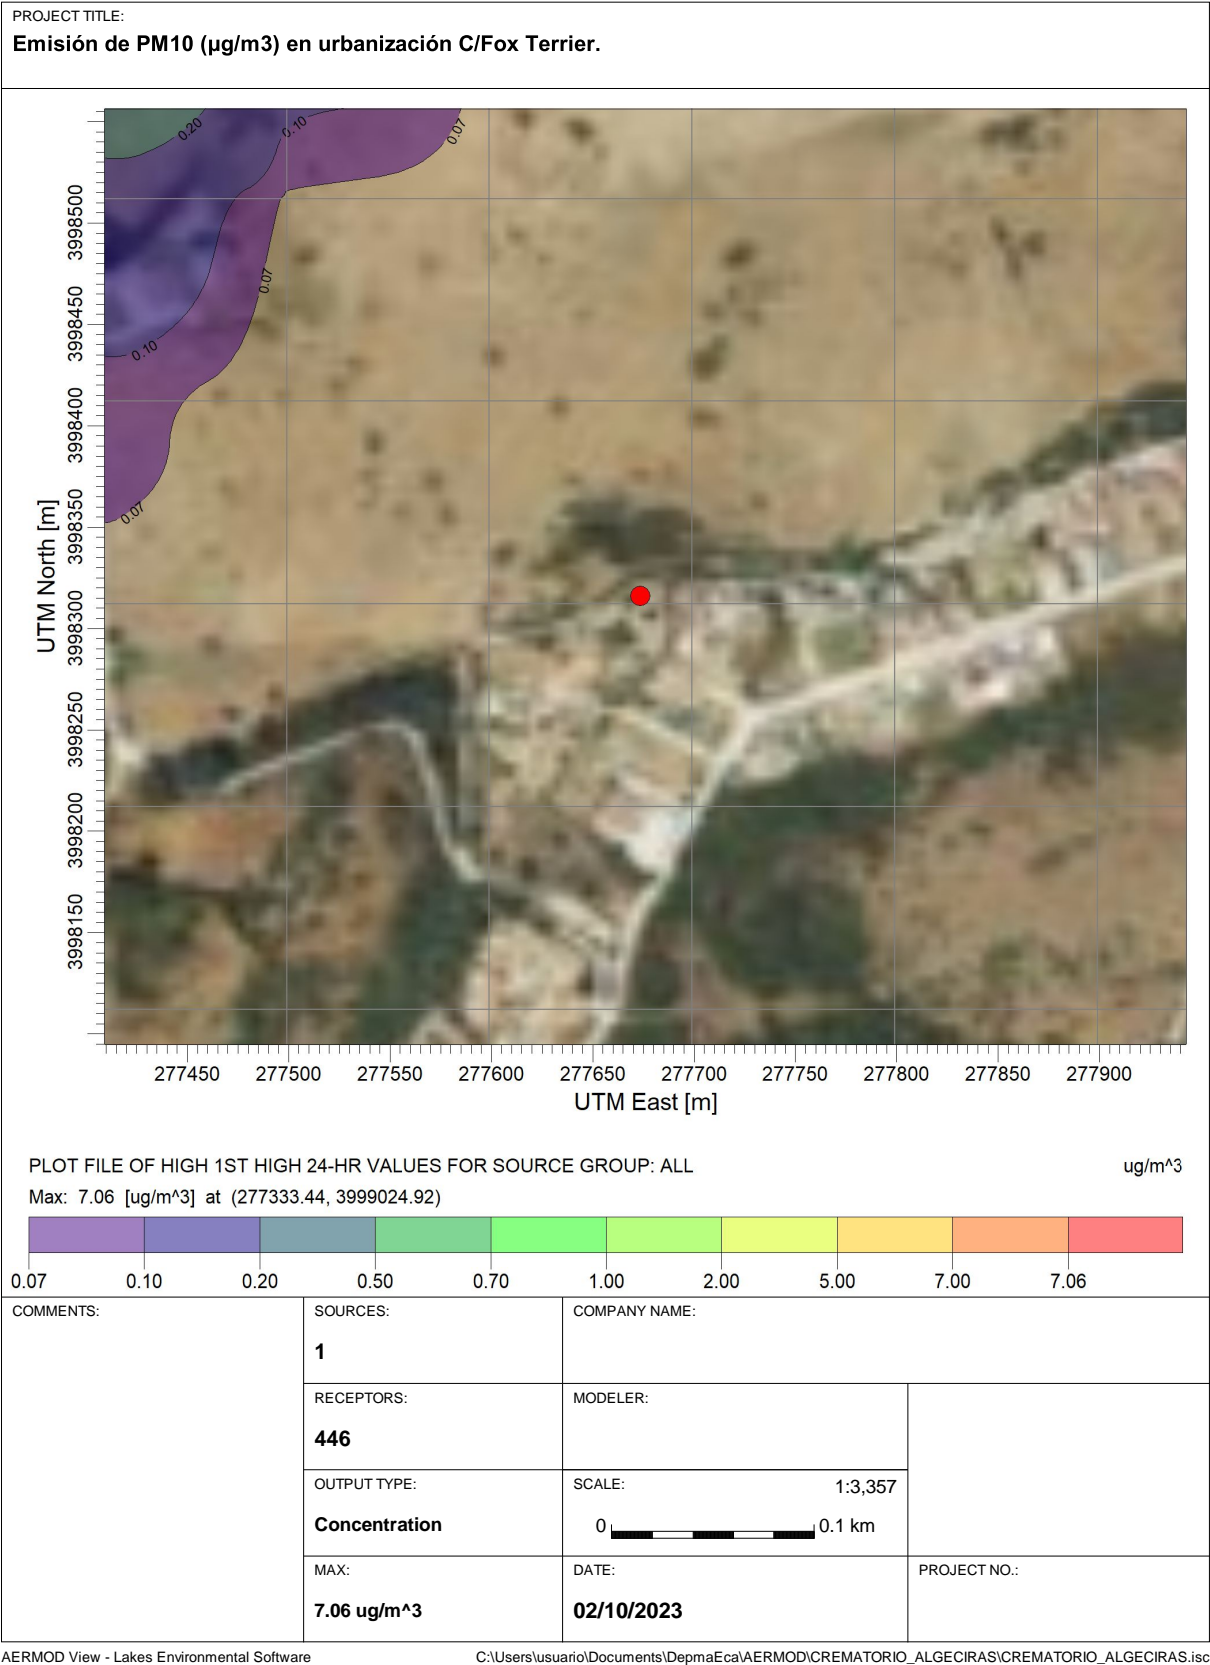 PROJECT TITLE:
Emisión de PM10 (µg/m3) en urbanización C/Fox Terrier.
0.20
0.10
0.07
0.07
0.10
0.07
UTM North [m]
3998500
3998450
3998400
3998350
3998300
3998250
3998200
3998150
277450 277500 277550 277600 277650 277700 277750 277800 277850 277900
UTM East [m]
PLOT FILE OF HIGH 1ST HIGH 24-HR VALUES FOR SOURCE GROUP: ALL ug/m^3
Max: 7.06 [ug/m^3] at (277333.44, 3999024.92)
0.07 0.10 0.20 0.50 0.70 1.00 2.00 5.00 7.00 7.06
COMMENTS:
SOURCES:
1
COMPANY NAME:
RECEPTORS:
446
MODELER:
OUTPUT TYPE:
Concentration
SCALE: 1:3,357
0 0.1 km
MAX:
7.06 ug/m^3
DATE:
02/10/2023
PROJECT NO.:
AERMOD View - Lakes Environmental Software C:\Users\usuario\Documents\DepmaEca\AERMOD\CREMATORIO_ALGECIRAS\CREMATORIO_ALGECIRAS.isc